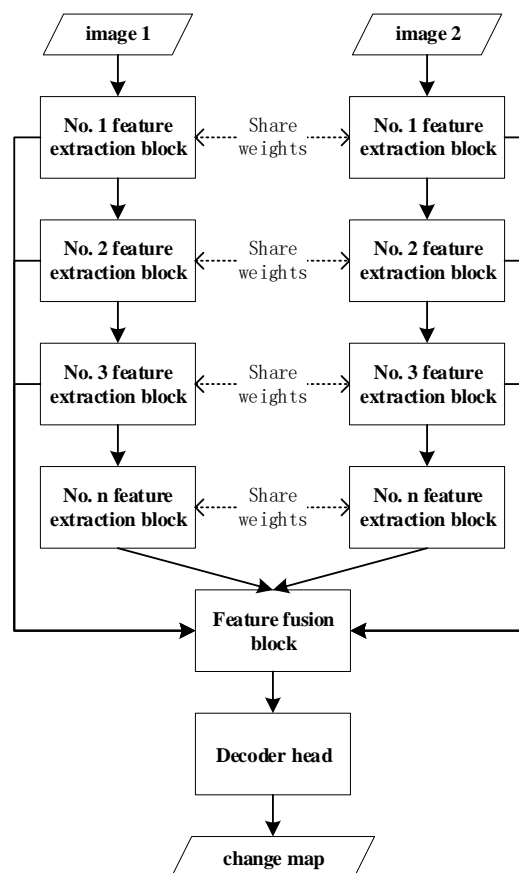 image 1
image 2
No. 1 feature
extraction block
Share
weights
No. 1 feature
extraction block
No. 2 feature
extraction block
Share
weights
No. 2 feature
extraction block
No. 3 feature
extraction block
Share
weights
No. 3 feature
extraction block
No. n feature
extraction block
Share
weights
No. n feature
extraction block
Feature fusion
block
Decoder head
change map